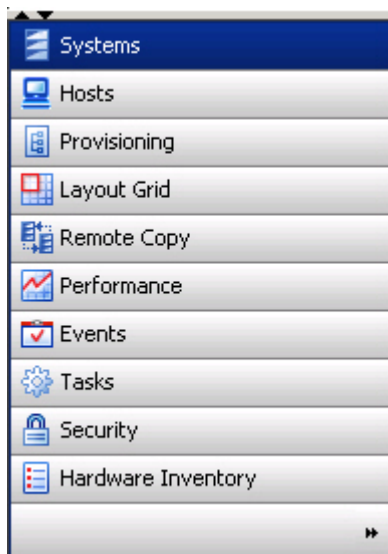 Systems
Hosts
Provisioning
Layout Grid
Remote Copy
Performance
Events
Tasks
Security
Hardware Inventory